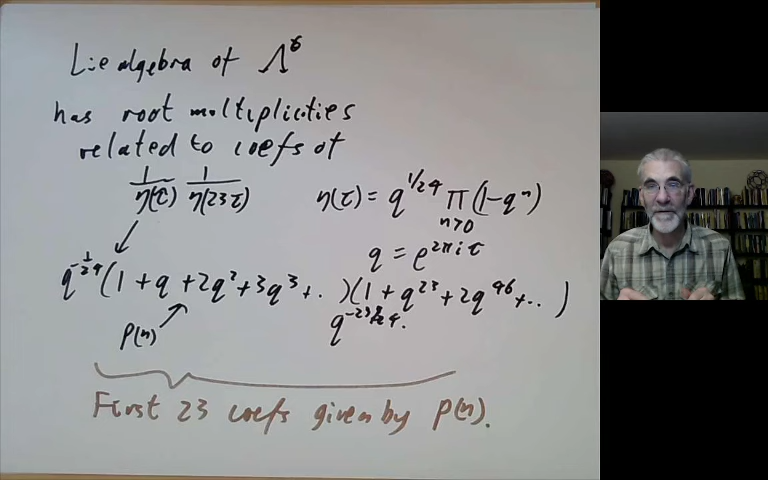 Lie algebra of Λ^6
has root multiplicities
related to coefs of
1/η(τ) 1/η(23τ)
η(τ) = q^{1/24} Π_{n>0} (1-q^n)
q = e^{2πiτ}
q^{-1/24} (1 + q + 2q^2 + 3q^3 + . . )(1 + q^{23} + 2q^{46} + . . )
q^{-23/24}.
p(n)
First 23 coefs given by p(n).